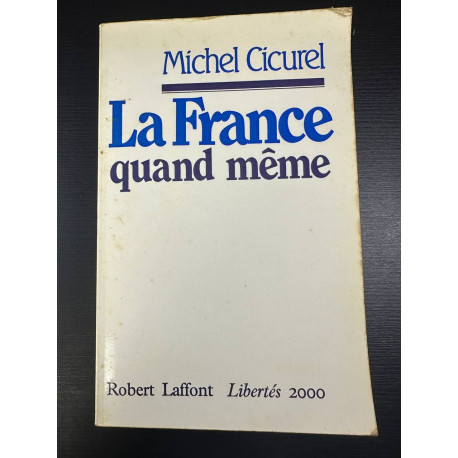 Michel Cicurel
La France
quand même
Robert Laffont Libertés 2000